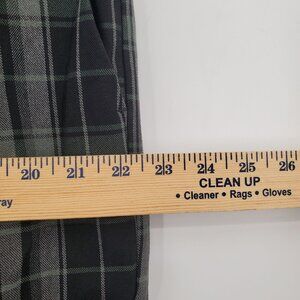 20 21 22 23 24 25 26
CLEAN UP
• Cleaner • Rags • Gloves